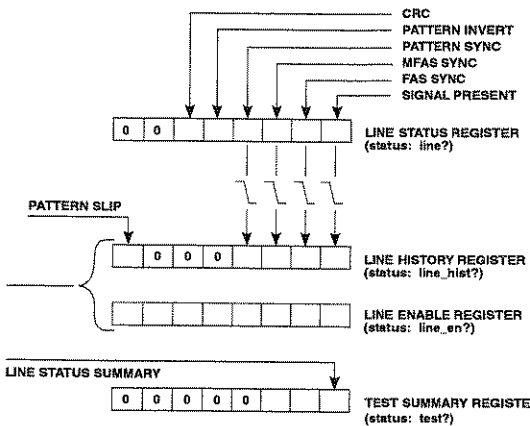 CRC
PATTERN INVERT
PATTERN SYNC
MFAS SYNC
FAS SYNC
SIGNAL PRESENT
0 0
LINE STATUS REGISTER
(status: line?)
PATTERN SLIP
0 0 0
LINE HISTORY REGISTER
(status: line_hist?)
LINE ENABLE REGISTER
(status: line_en?)
LINE STATUS SUMMARY
0 0 0 0 0
TEST SUMMARY REGISTE
(status: test?)